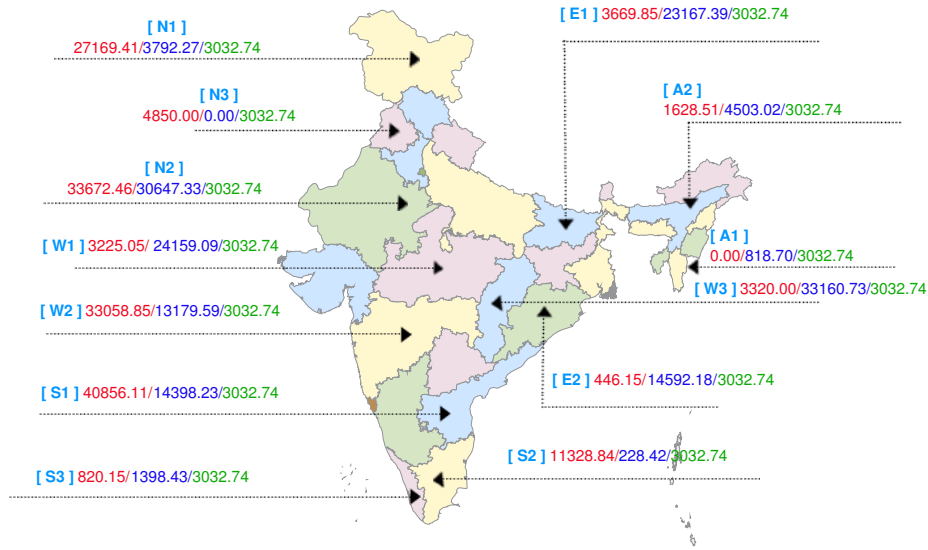 [ N1 ]
27169.41/3792.27/3032.74
[ E1 ] 3669.85/23167.39/3032.74
[ N3 ]
4850.00/0.00/3032.74
[ A2 ]
1628.51/4503.02/3032.74
[ N2 ]
33672.46/30647.33/3032.74
[ W1 ] 3225.05/ 24159.09/3032.74
[ A1 ]
0.00/818.70/3032.74
[ W3 ] 3320.00/33160.73/3032.74
[ W2 ] 33058.85/13179.59/3032.74
[ E2 ] 446.15/14592.18/3032.74
[ S1 ] 40856.11/14398.23/3032.74
[ S2 ] 11328.84/228.42/3032.74
[ S3 ] 820.15/1398.43/3032.74